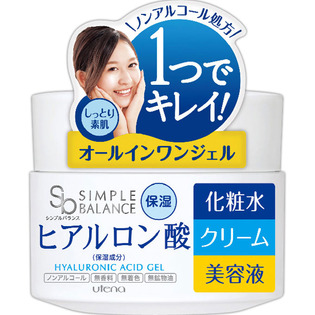 ノンアルコール処方
1つで
キレイ!
しっとり
素肌
オールインワンジェル
Sb SIMPLE
BALANCE
シンプルバランス
保湿
ヒアルロン酸
(保湿成分)
HYALURONIC ACID GEL
ノンアルコール 無香料 無着色 無鉱物油
utena
化粧水
クリーム
美容液